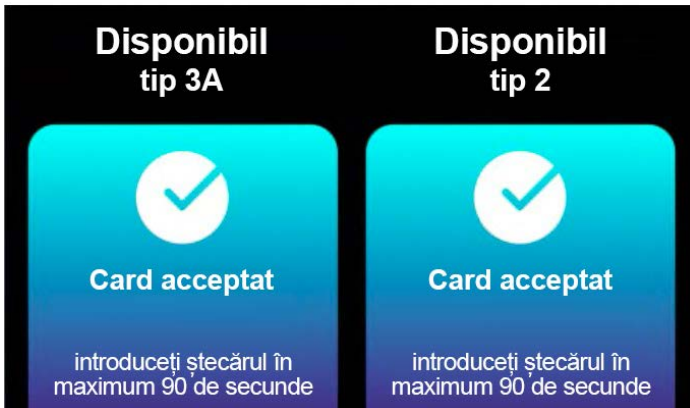 Disponibil
tip 3A
Card acceptat
introduceți ștecărul în
maximum 90 de secunde
Disponibil
tip 2
Card acceptat
introduceți ștecărul în
maximum 90 de secunde